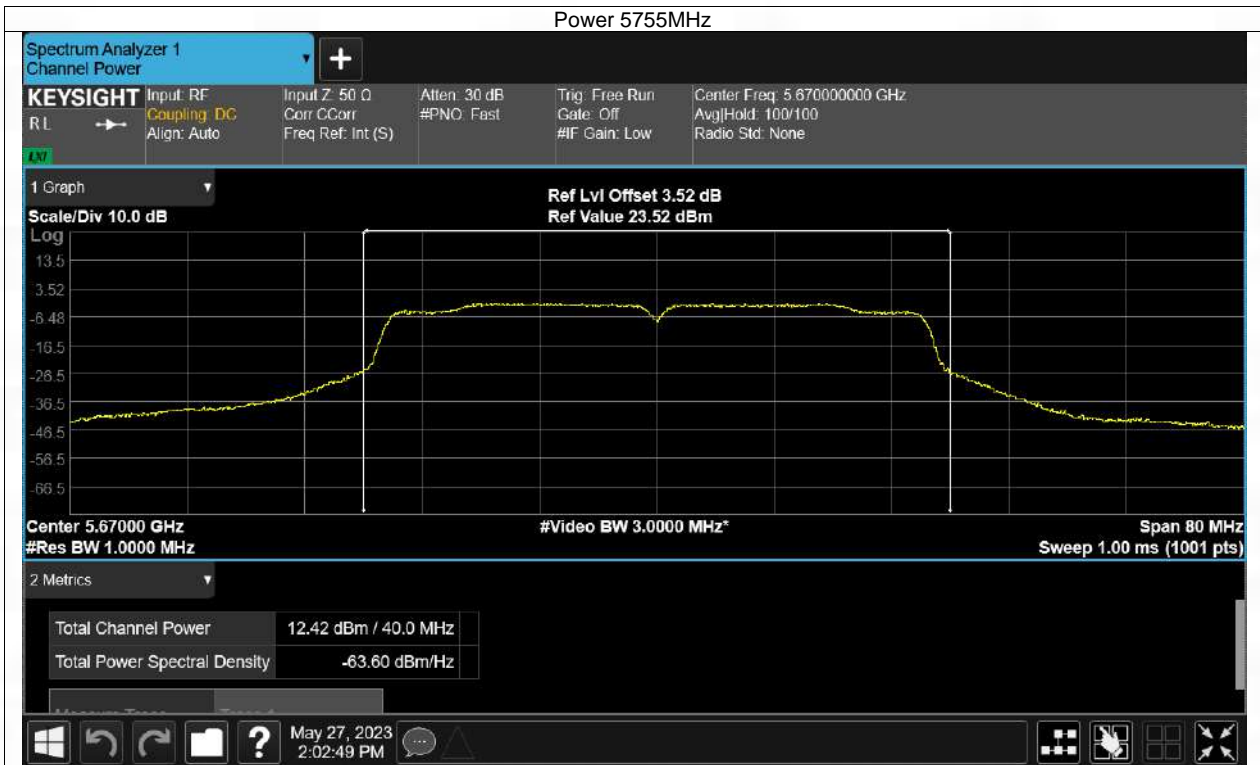 Power 5755MHz
Spectrum Analyzer 1
Channel Power
+
KEYSIGHT Input: RF Input Z: 50 Ω Atten: 30 dB Trig: Free Run Center Freq: 5.670000000 GHz
RL Coupling: DC Corr CCorr #PNO: Fast Gate: Off Avg|Hold: 100/100
Align: Auto Freq Ref: Int (S) #IF Gain: Low Radio Std: None
LXI
1 Graph
Ref Lvl Offset 3.52 dB
Scale/Div 10.0 dB Ref Value 23.52 dBm
Log
13.5
3.52
-6.48
-16.5
-26.5
-36.5
-46.5
-56.5
-66.5
Center 5.67000 GHz #Video BW 3.0000 MHz* Span 80 MHz
#Res BW 1.0000 MHz Sweep 1.00 ms (1001 pts)
2 Metrics
Total Channel Power 12.42 dBm / 40.0 MHz
Total Power Spectral Density -63.60 dBm/Hz
? May 27, 2023
2:02:49 PM